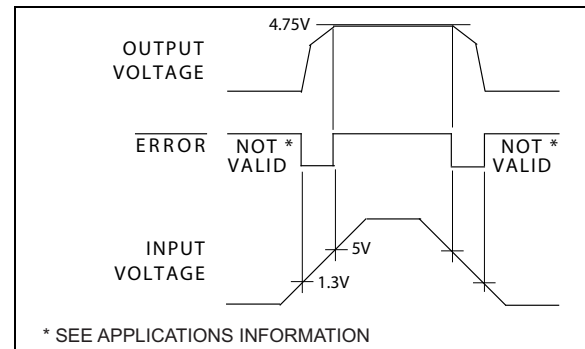 4.75V
OUTPUT
VOLTAGE
ERROR
NOT *
VALID
NOT *
VALID
INPUT
VOLTAGE
5V
1.3V
* SEE APPLICATIONS INFORMATION